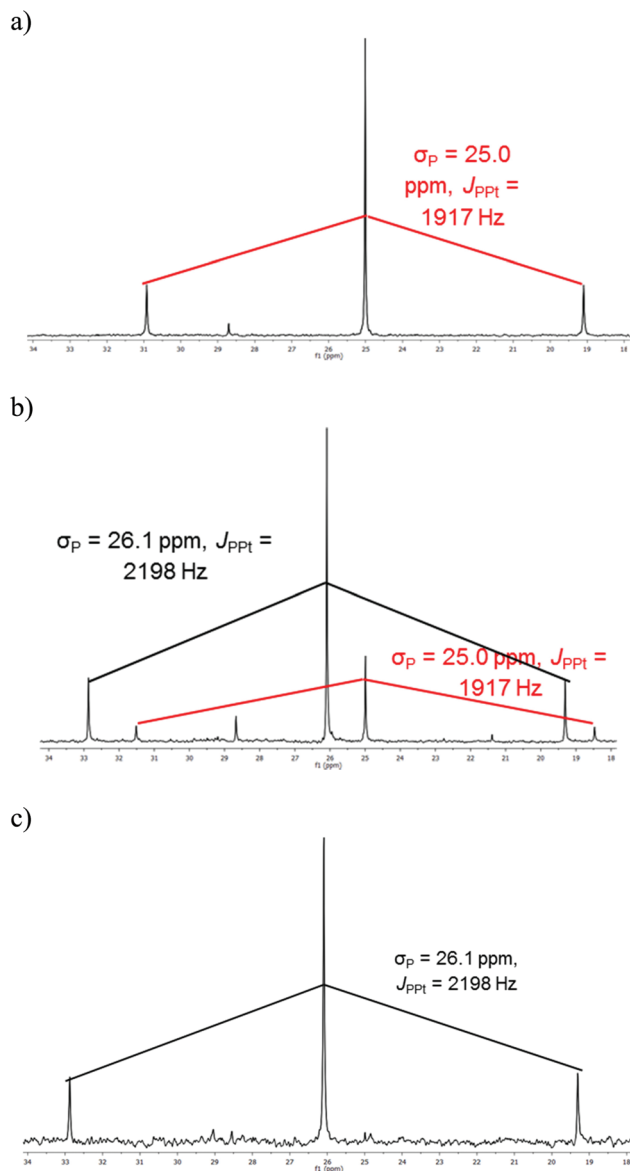 a)
σP = 25.0
ppm, JPPt =
1917 Hz
34 33 32 31 30 29 28 27 26 25 24 23 22 21 20 19 18
f1 (ppm)
b)
σP = 26.1 ppm, JPPt =
2198 Hz
σP = 25.0 ppm, JPPt =
1917 Hz
34 33 32 31 30 29 28 27 26 25 24 23 22 21 20 19 18
f1 (ppm)
c)
σP = 26.1 ppm,
JPPt = 2198 Hz
34 33 32 31 30 29 28 27 26 25 24 23 22 21 20 19 18
f1 (ppm)